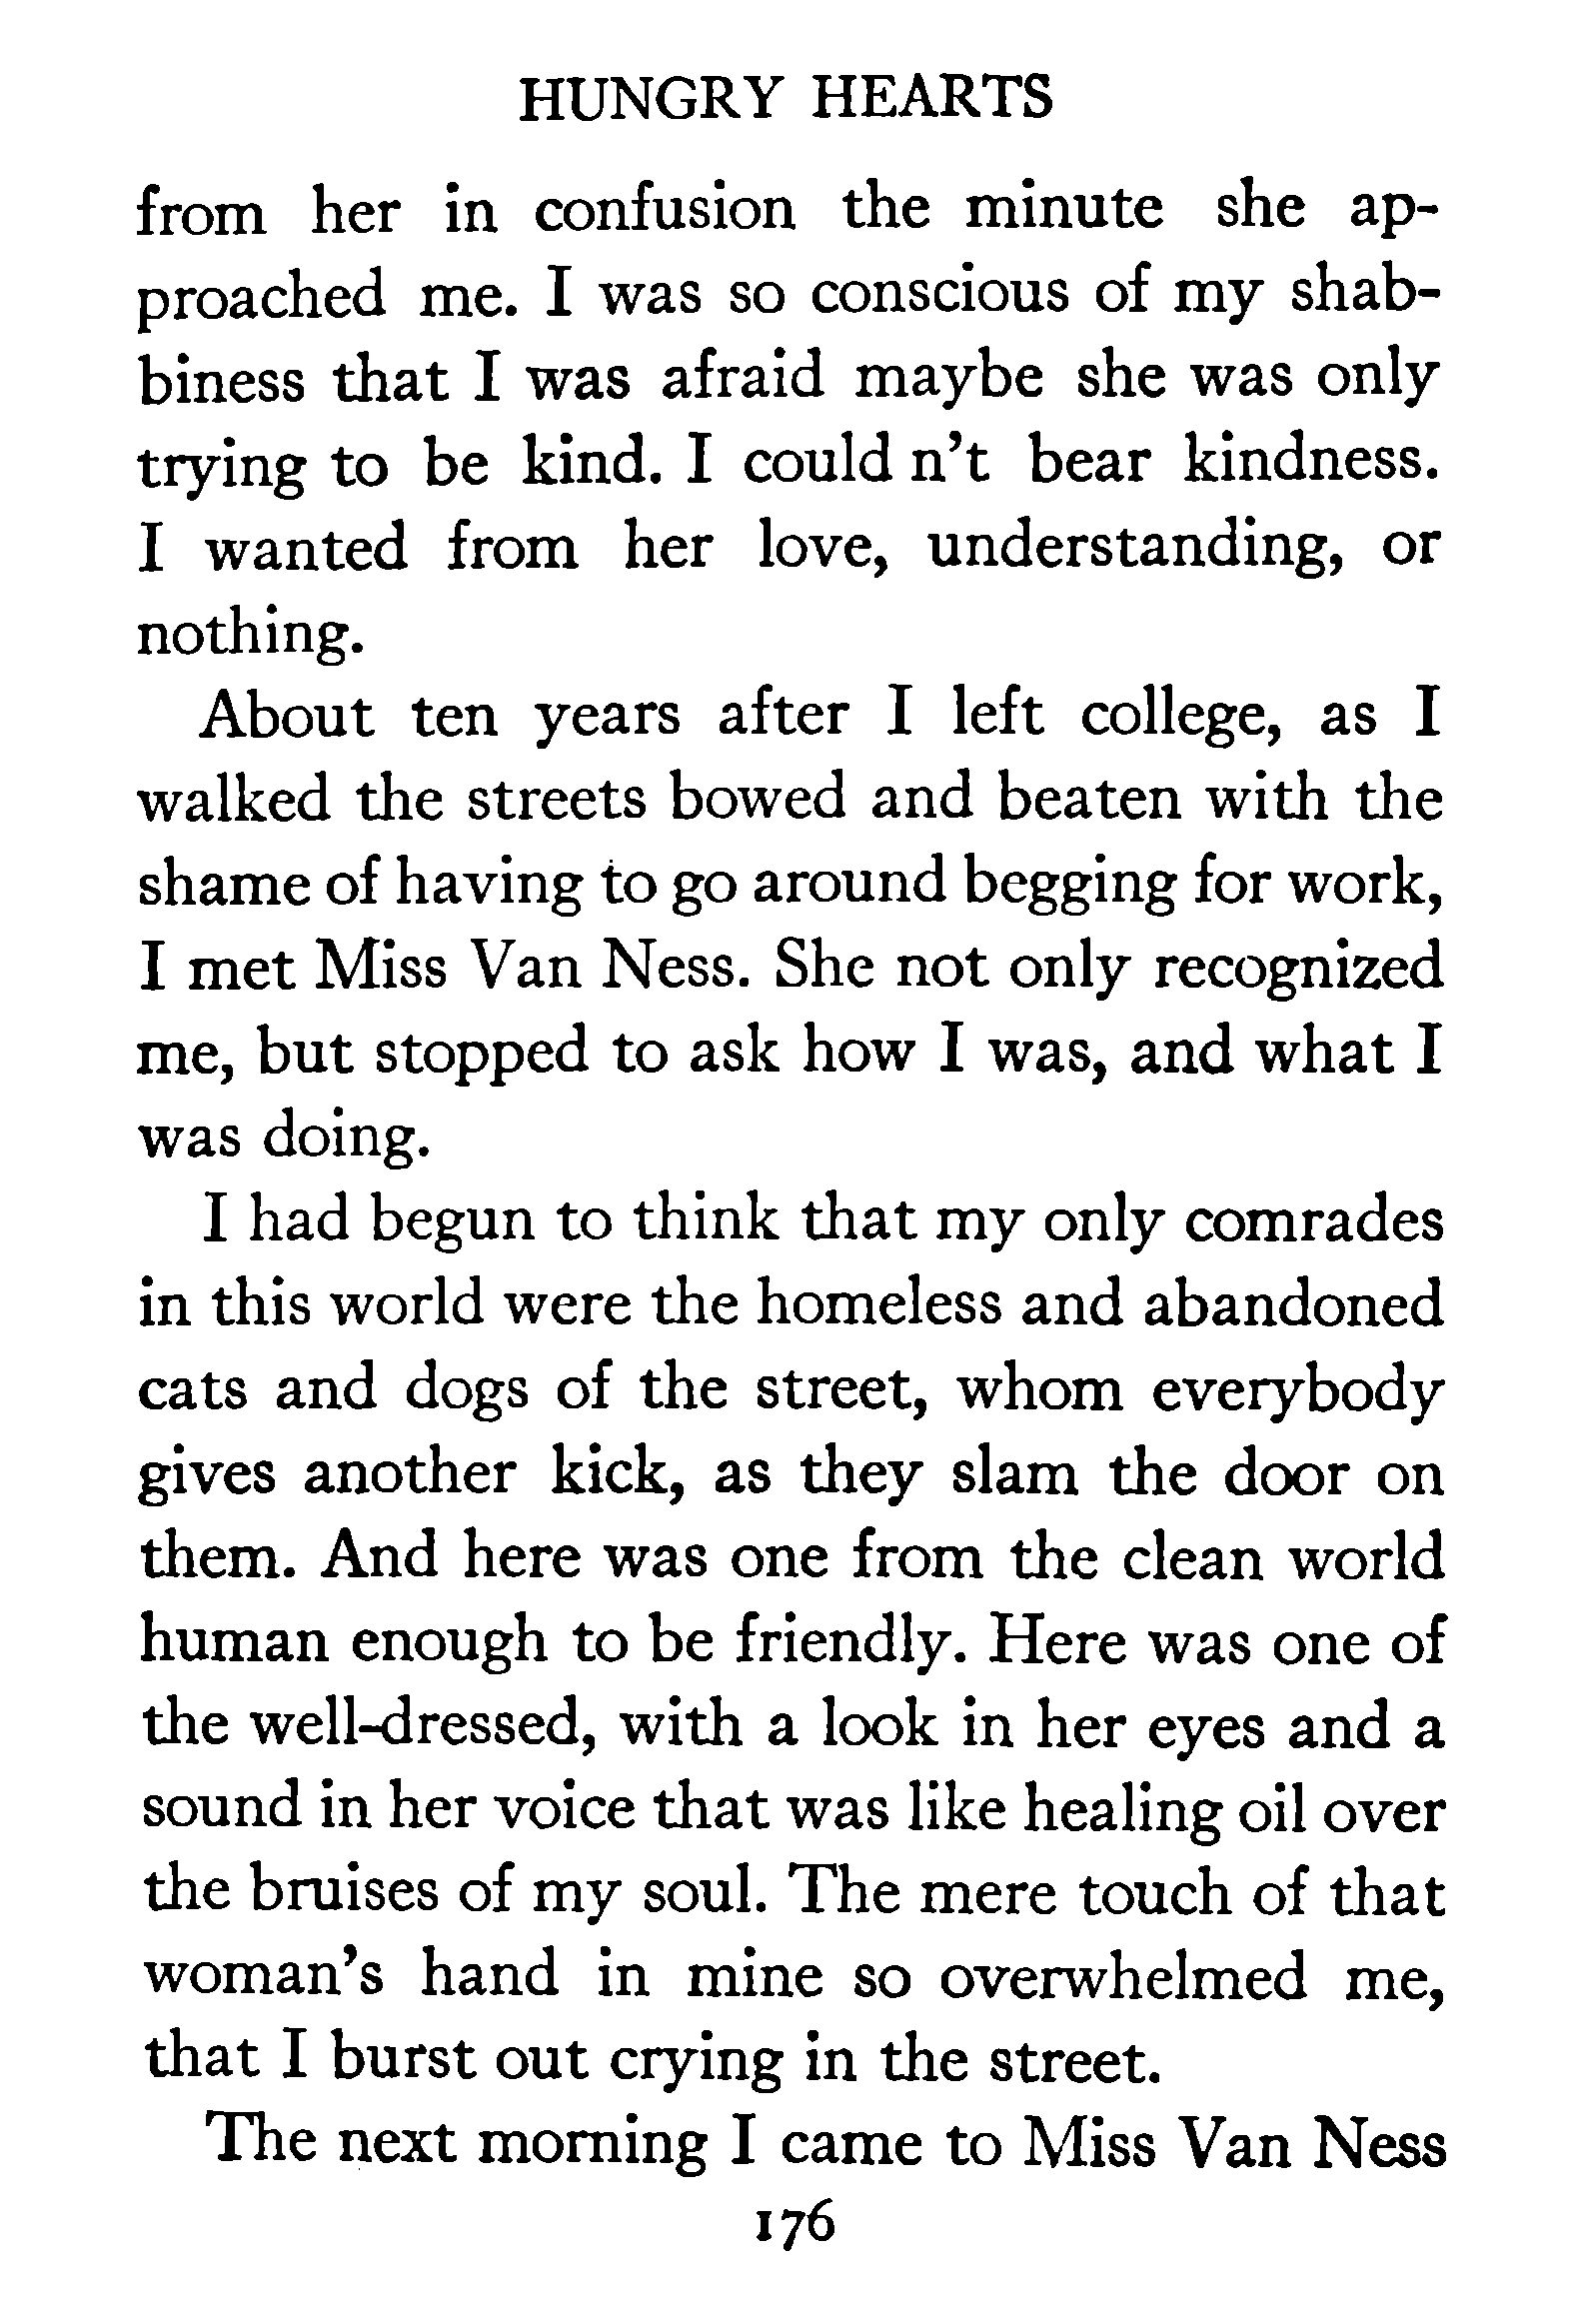 HUNGRY HEARTS
from her in confusion the minute she ap-
proached me. I was so conscious of my shab-
biness that I was afraid maybe she was only
trying to be kind. I could n't bear kindness.
I wanted from her love, understanding, or
nothing.
About ten years after I left college, as I
walked the streets bowed and beaten with the
shame of having to go around begging for work,
I met Miss Van Ness. She not only recognized
me, but stopped to ask how I was, and what I
was doing.
I had begun to think that my only comrades
in this world were the homeless and abandoned
cats and dogs of the street, whom everybody
gives another kick, as they slam the door on
them. And here was one from the clean world
human enough to be friendly. Here was one of
the well-dressed, with a look in her eyes and a
sound in her voice that was like healing oil over
the bruises of my soul. The mere touch of that
woman's hand in mine so overwhelmed me,
that I burst out crying in the street.
The next morning I came to Miss Van Ness
176